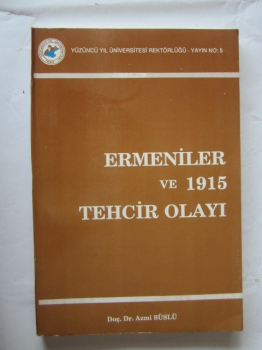 YÜZÜNCÜ YIL ÜNİVERSİTESİ REKTÖRLÜĞÜ - YAYIN NO: 5
ERMENİLER
VE 1915
TEHCİR OLAYI
Doç. Dr. Azmi SÜSLÜ